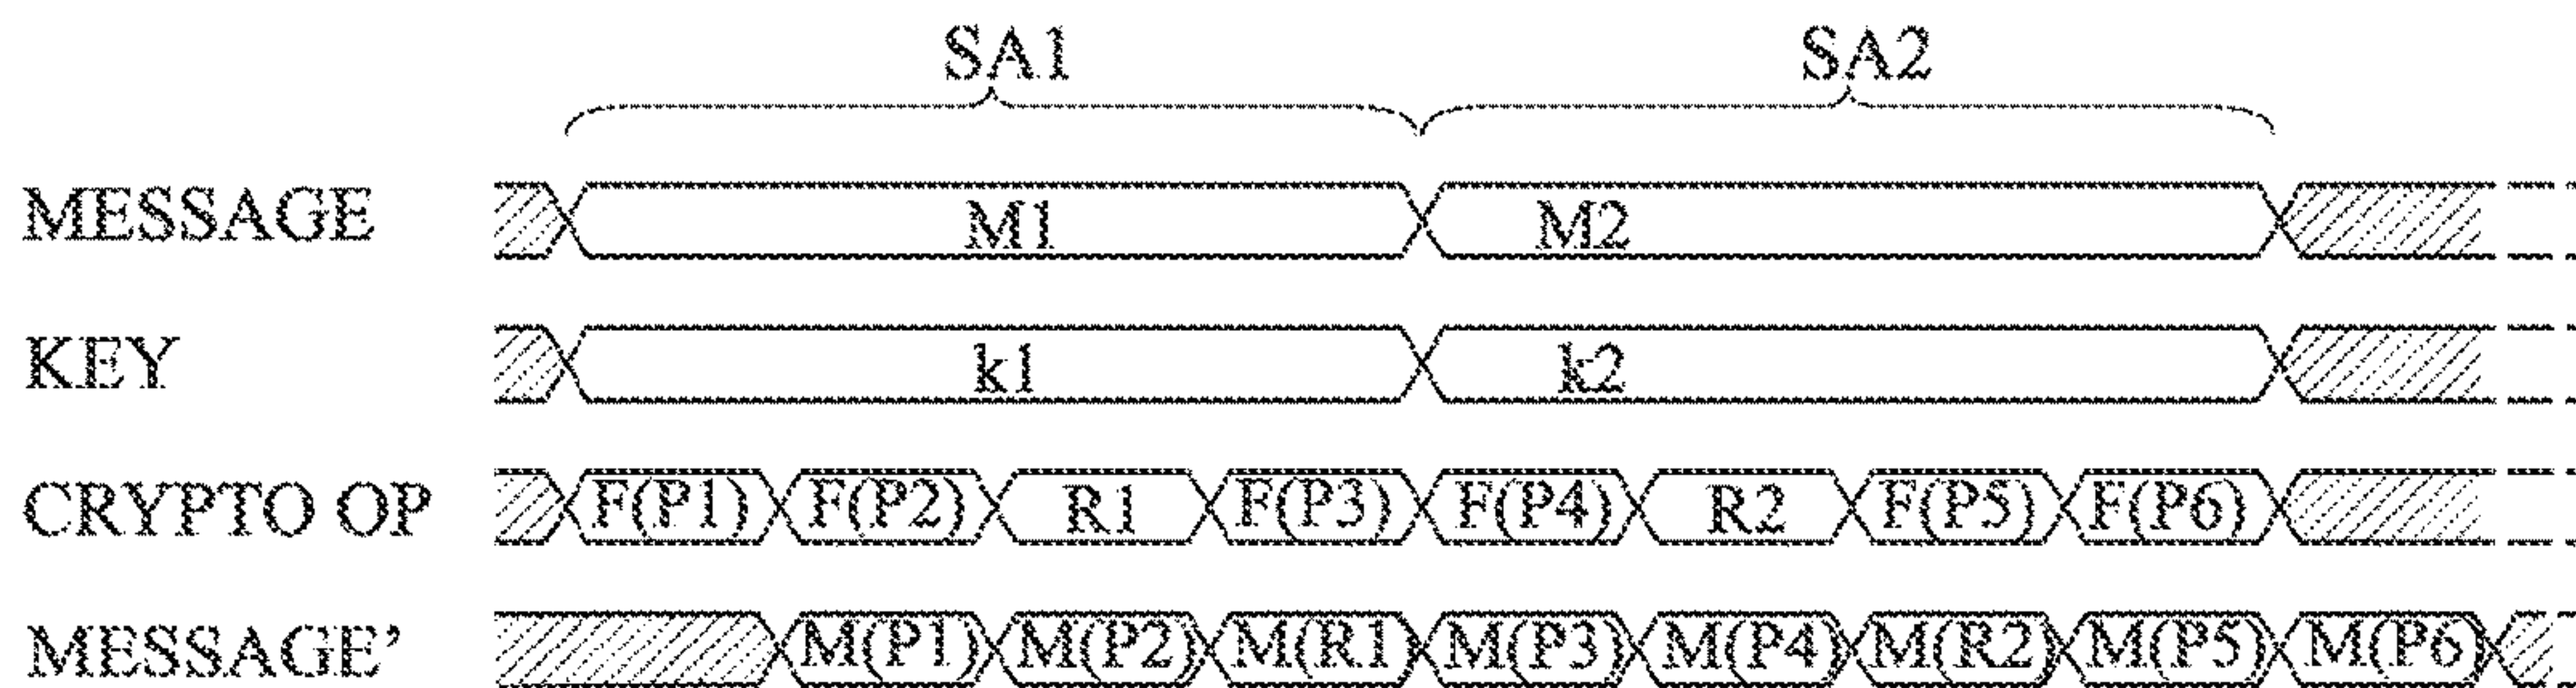 SA1 SA2
MESSAGE M1 M2
KEY k1 k2
CRYPTO OP F(P1) F(P2) R1 F(P3) F(P4) R2 F(P5) F(P6)
MESSAGE’ M(P1) M(P2) M(R1) M(P3) M(P4) M(R2) M(P5) M(P6)